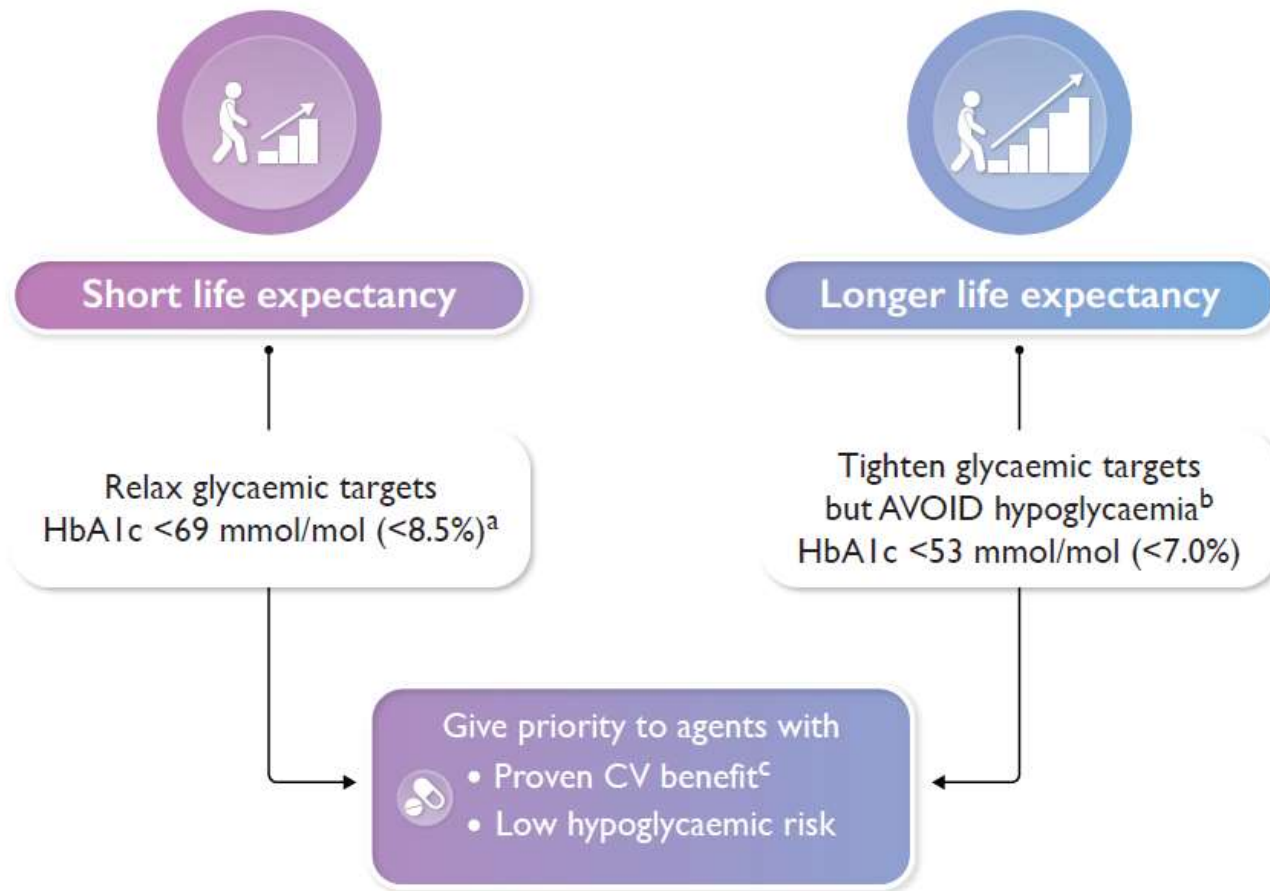 Short life expectancy
Longer life expectancy
Relax glycaemic targets
HbA1c <69 mmol/mol (<8.5%)a
Tighten glycaemic targets
but AVOID hypoglycaemiab
HbA1c <53 mmol/mol (<7.0%)
Give priority to agents with
• Proven CV benefitc
• Low hypoglycaemic risk